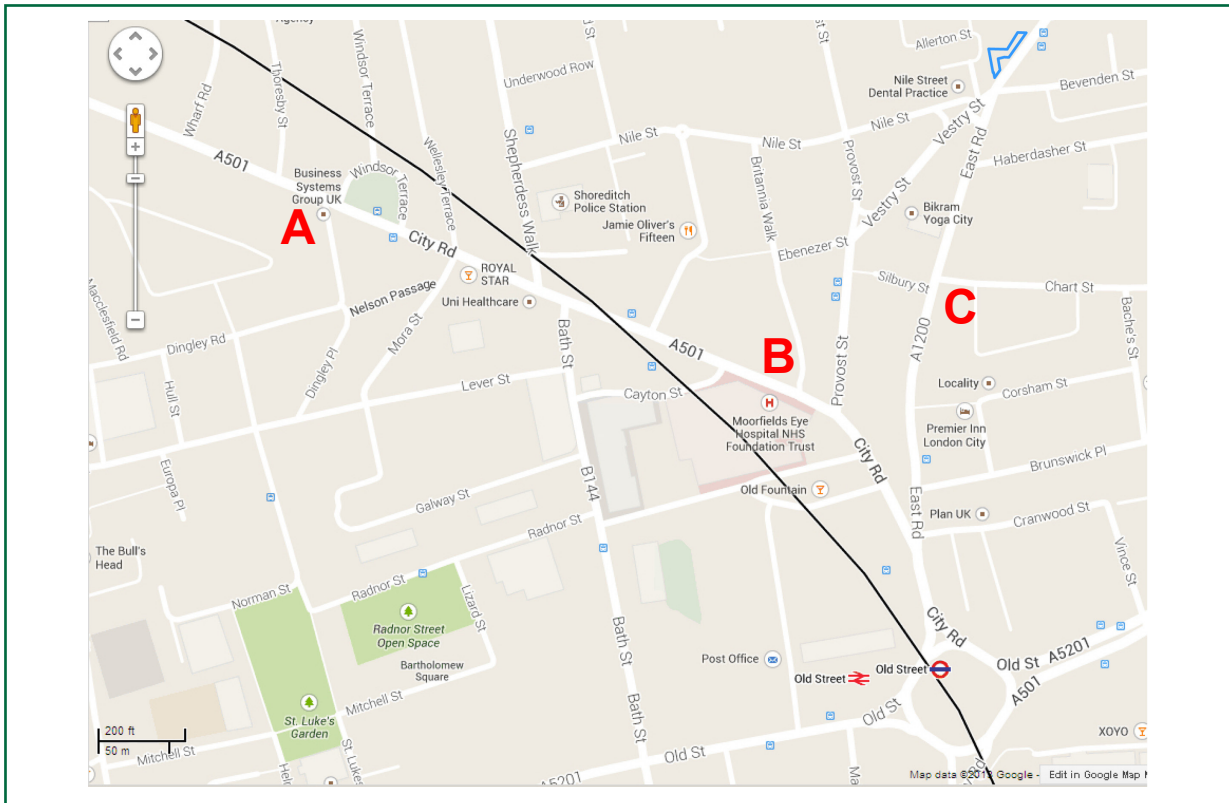 Agency
Wharf Rd
Thoresby St
Windsor Terrace
Underwood Row
Allerton St
Nile Street
Dental Practice
Bevenden St
A501
Wellesley Terrace
Shepherdess Walk
Nile St
Nile St
Nile St
Vestry St
East Rd
Haberdasher St
Business
Systems
Group UK
Windsor Terrace
A
Shoreditch
Police Station
Jamie Oliver's
Fifteen
Britannia Walk
Provost St
Vestry St
Bikram
Yoga City
City Rd
Ebenezer St
ROYAL
STAR
Silbury St
Chart St
C
Macclesfield Rd
Nelson Passage
Uni Healthcare
Bath St
A1200
Bache's St
Dingley Rd
Mora St
A501
B
Provost St
Dingley Pl
Hull St
Lever St
Cayton St
Locality
Corsham St
Moorfields Eye
Hospital NHS
Foundation Trust
Premier Inn
London City
Europa Pl
B144
City Rd
Brunswick Pl
Galway St
Old Fountain
East Rd
Plan UK
Cranwood St
Radnor St
The Bull's
Head
Vince St
Norman St
Radnor St
Lizard St
Radnor Street
Open Space
Bath St
City Rd
Bartholomew
Square
Post Office
Old Street
Old Street
Old St
A5201
A501
St. Luke's
Garden
Mitchell St
Bath St
Old St
200 ft
50 m
Mitchell St
St. Luke's
Old St
XOYO
A5201
Map data ©2013 Google -
Edit in Google Map M